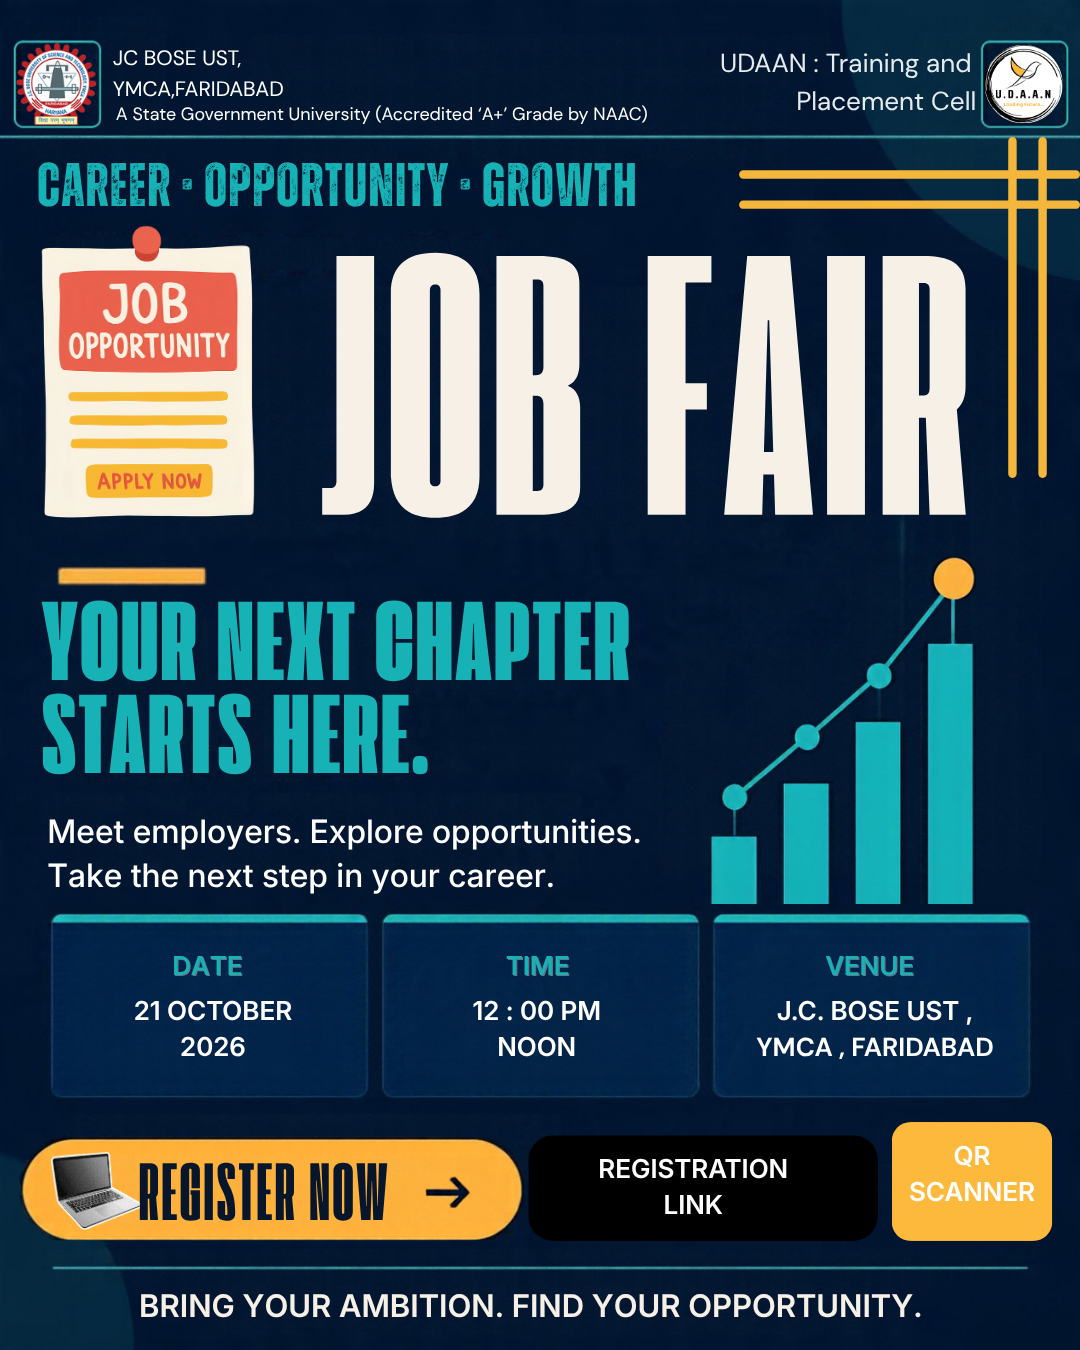 JC BOSE UST,
YMCA,FARIDABAD
A State Government University (Accredited ‘A+’ Grade by NAAC)
UDAAN : Training and
Placement Cell
U.D.A.A.N
CAREER · OPPORTUNITY · GROWTH
JOB
OPPORTUNITY
APPLY NOW
JOB FAIR
YOUR NEXT CHAPTER
STARTS HERE.
Meet employers. Explore opportunities.
Take the next step in your career.
DATE
21 OCTOBER
2026
TIME
12 : 00 PM
NOON
VENUE
J.C. BOSE UST ,
YMCA , FARIDABAD
REGISTER NOW
REGISTRATION
LINK
QR
SCANNER
BRING YOUR AMBITION. FIND YOUR OPPORTUNITY.